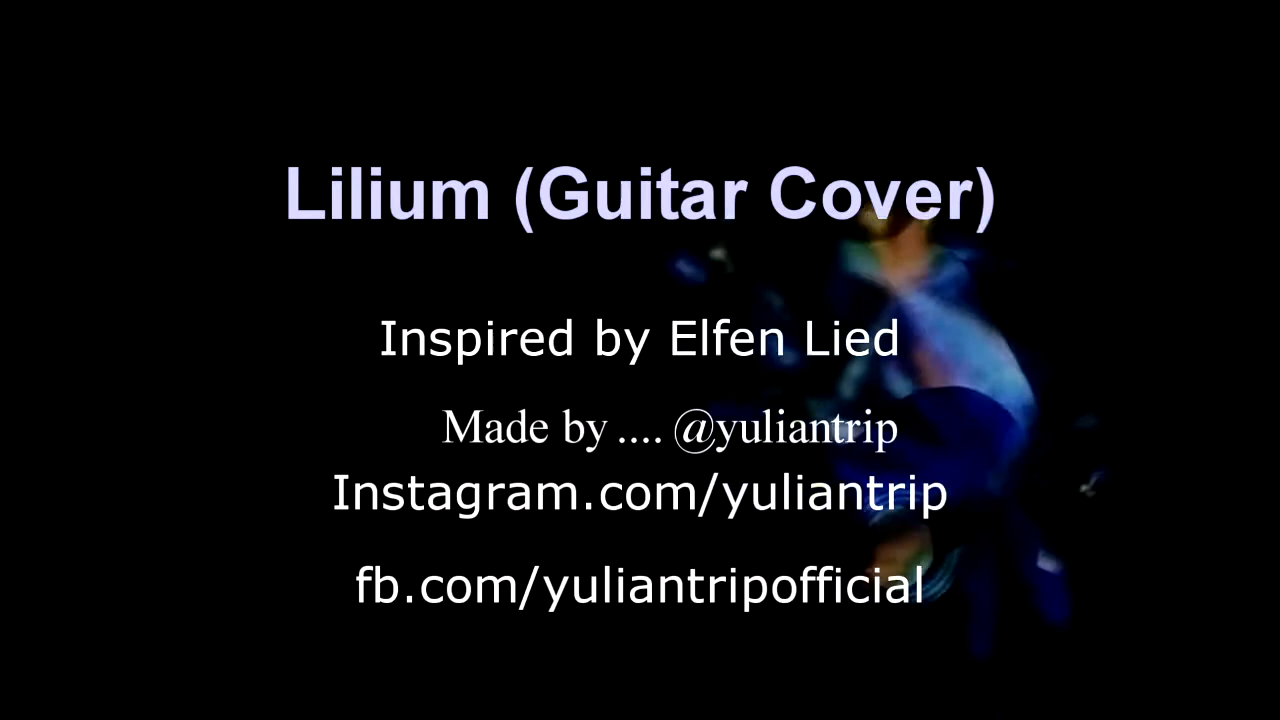 Lilium (Guitar Cover)
Inspired by Elfen Lied
Made by .... @yuliantrip
Instagram.com/yuliantrip
fb.com/yuliantripofficial